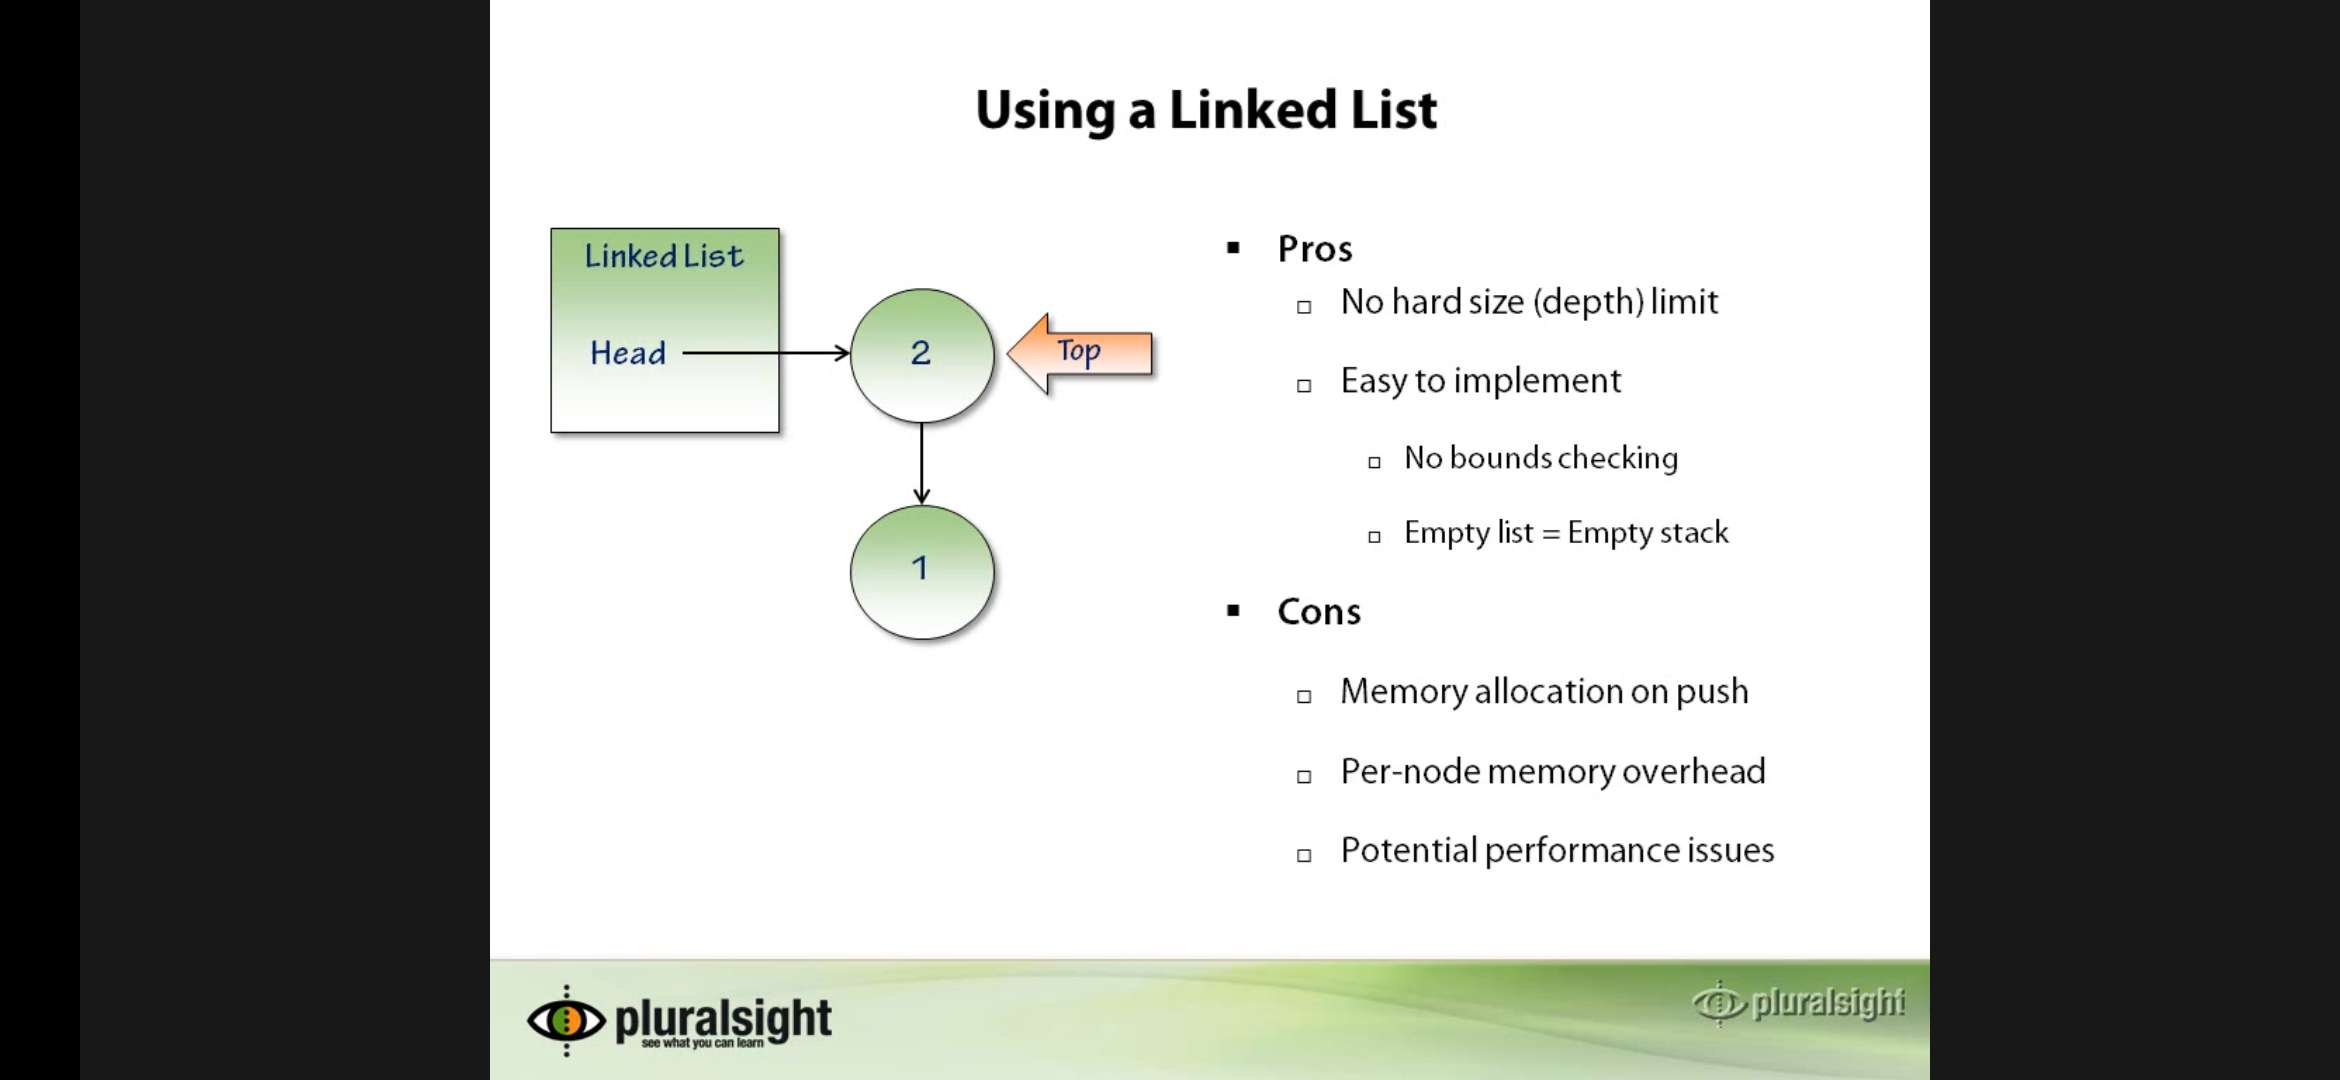 Using a Linked List
Linked List
Head
2
Top
1
Pros
No hard size (depth) limit
Easy to implement
No bounds checking
Empty list = Empty stack
Cons
Memory allocation on push
Per-node memory overhead
Potential performance issues
pluralsight
see what you can learn
pluralsight